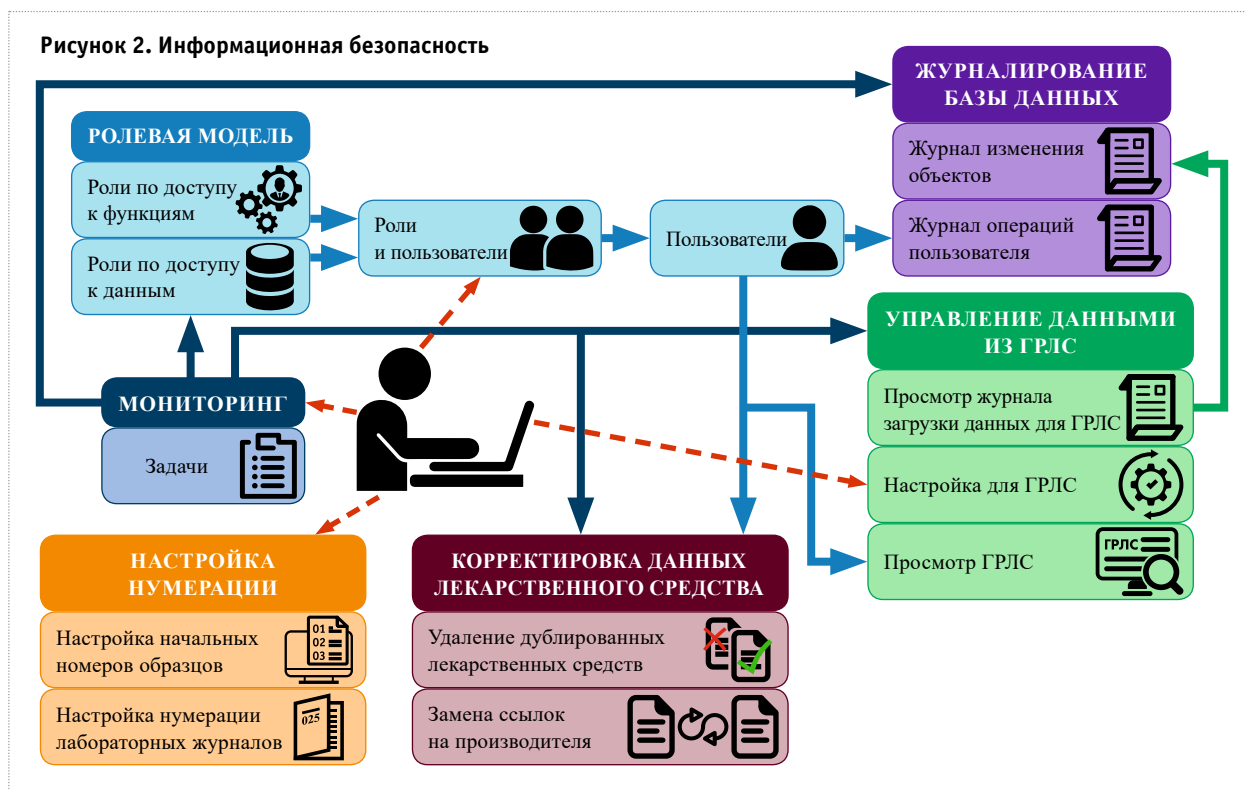 Рисунок 2. Информационная безопасность
РОЛЕВАЯ МОДЕЛЬ
Роли по доступу
к функциям
Роли по доступу
к данным
Роли
и пользователи
Пользователи
ЖУРНАЛИРОВАНИЕ
БАЗЫ ДАННЫХ
Журнал изменения
объектов
Журнал операций
пользователя
УПРАВЛЕНИЕ ДАННЫМИ
ИЗ ГРЛС
Просмотр журнала
загрузки данных для ГРЛС
Настройка для ГРЛС
Просмотр ГРЛС
ГРЛС
МОНИТОРИНГ
Задачи
НАСТРОЙКА
НУМЕРАЦИИ
Настройка начальных
номеров образцов
01
02
03
Настройка нумерации
лабораторных журналов
025
КОРРЕКТИРОВКА ДАННЫХ
ЛЕКАРСТВЕННОГО СРЕДСТВА
Удаление дублированных
лекарственных средств
Замена ссылок
на производителя